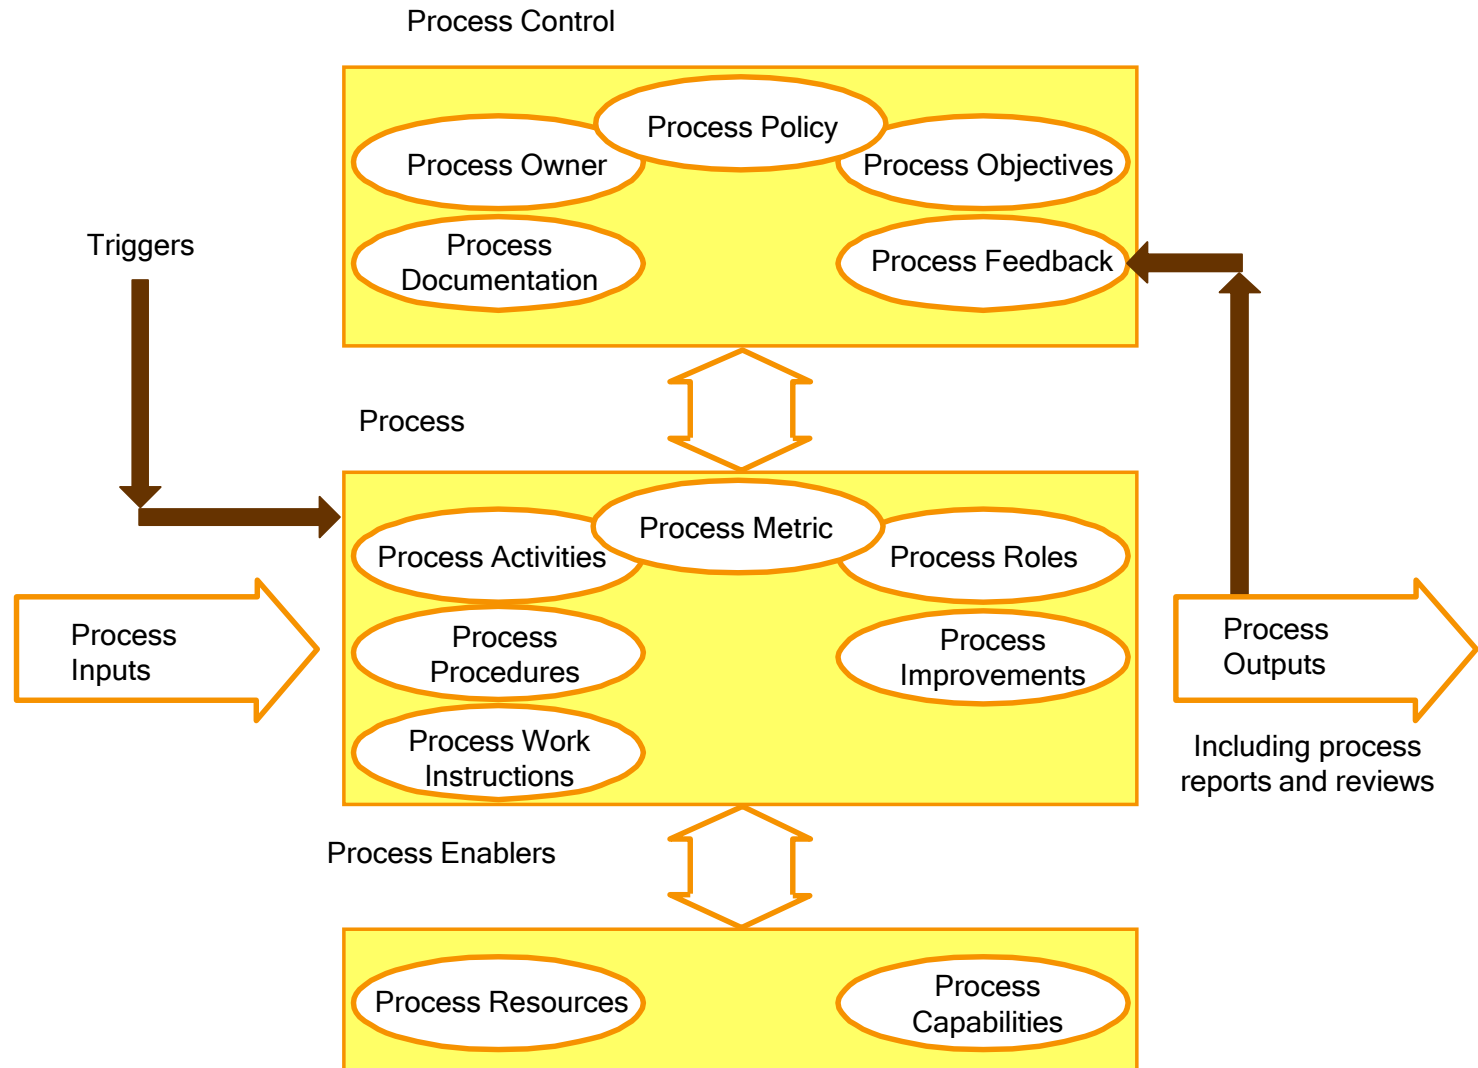 Process Control
Process Policy
Process Owner
Process Objectives
Process
Documentation
Process Feedback
Triggers
Process
Process Metric
Process Activities
Process Roles
Process
Inputs
Process
Procedures
Process
Improvements
Process
Outputs
Process Work
Instructions
Including process
reports and reviews
Process Enablers
Process Resources
Process
Capabilities